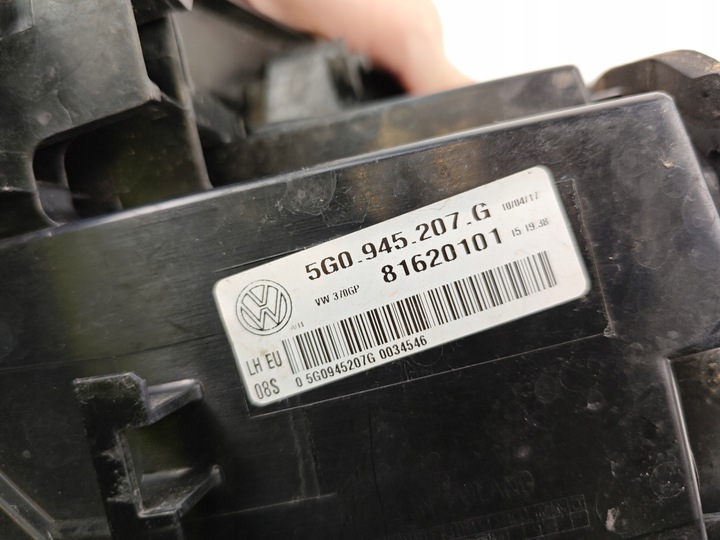 5G0.945.207.G 10/04/17
81620101 15 19.38
VW 370GP
LH EU
08S 0 5G0945207G 0034546